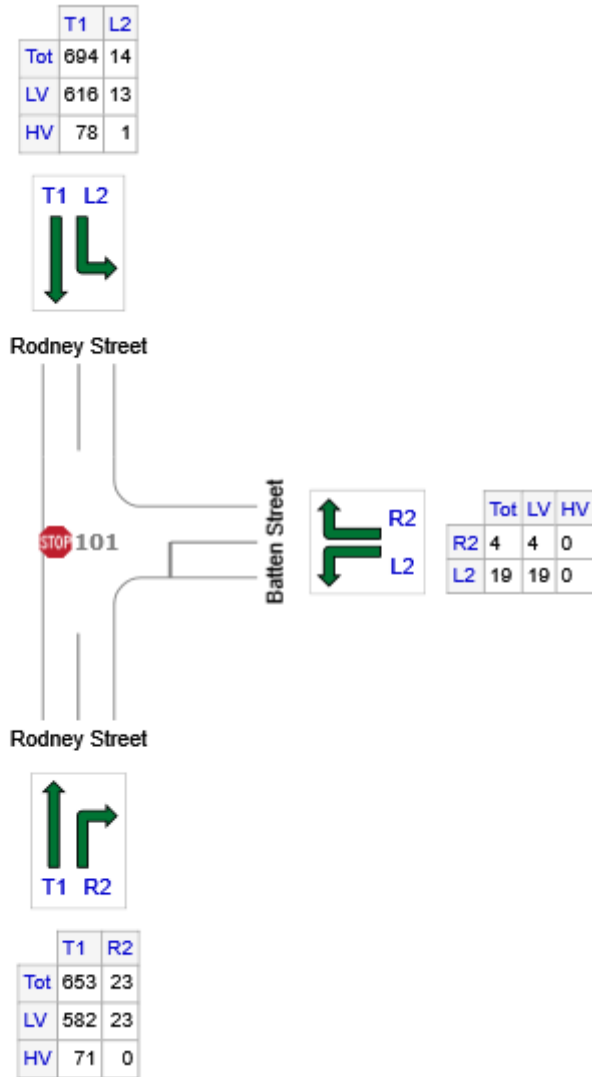 T1 L2
Tot 694 14
LV 616 13
HV 78 1
T1 L2
Rodney Street
STOP 101
Batten Street
R2
L2
Tot LV HV
R2 4 4 0
L2 19 19 0
Rodney Street
T1 R2
T1 R2
Tot 653 23
LV 582 23
HV 71 0